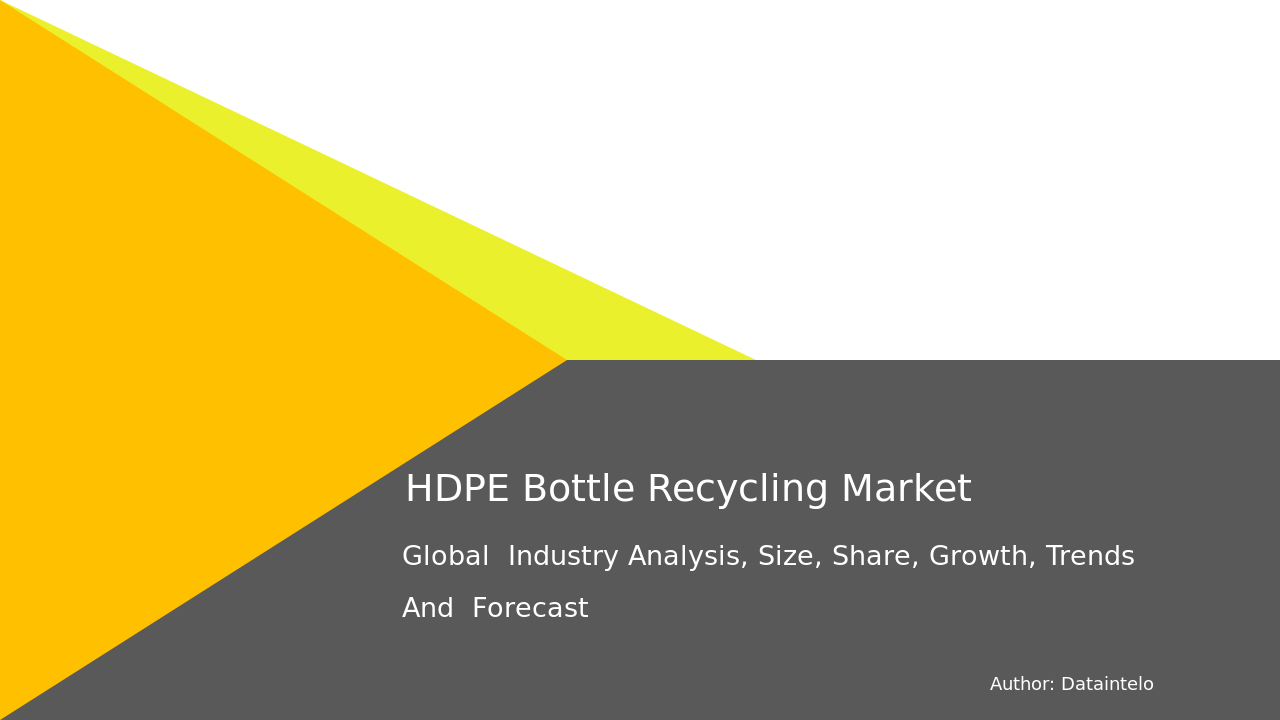 HDPE Bottle Recycling Market
Global  Industry Analysis, Size, Share, Growth, Trends
And  Forecast
Author: Dataintelo